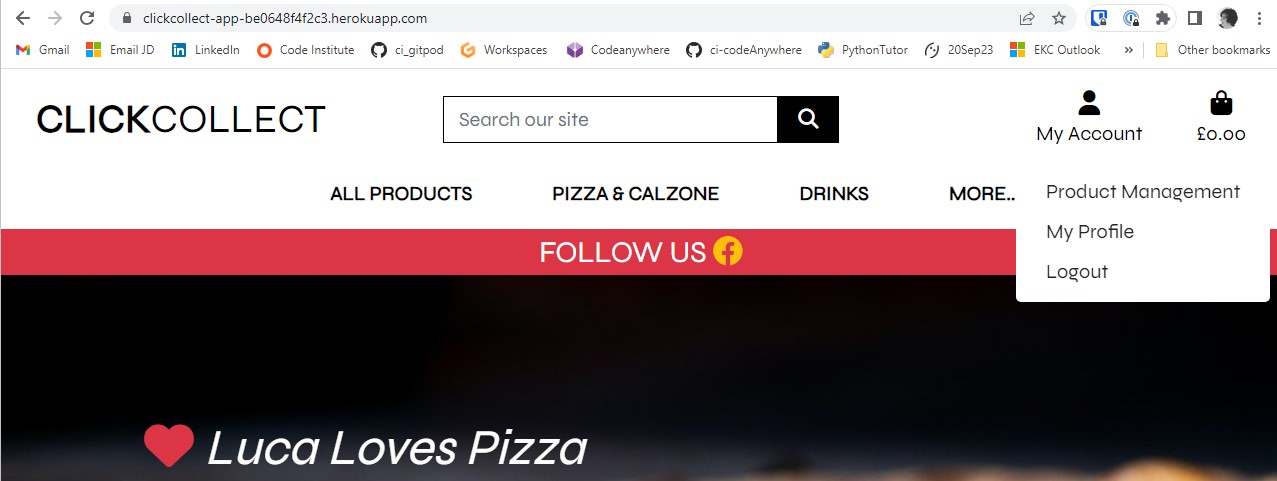 clickcollect-app-be0648f4f2c3.herokuapp.com
Gmail Email JD LinkedIn Code Institute ci_gitpod Workspaces Codeanywhere ci-codeAnywhere PythonTutor 20Sep23 EKC Outlook » Other bookmarks
CLICKCOLLECT
Search our site
My Account
£0.00
ALL PRODUCTS PIZZA & CALZONE DRINKS MORE..
Product Management
My Profile
Logout
FOLLOW US
Luca Loves Pizza